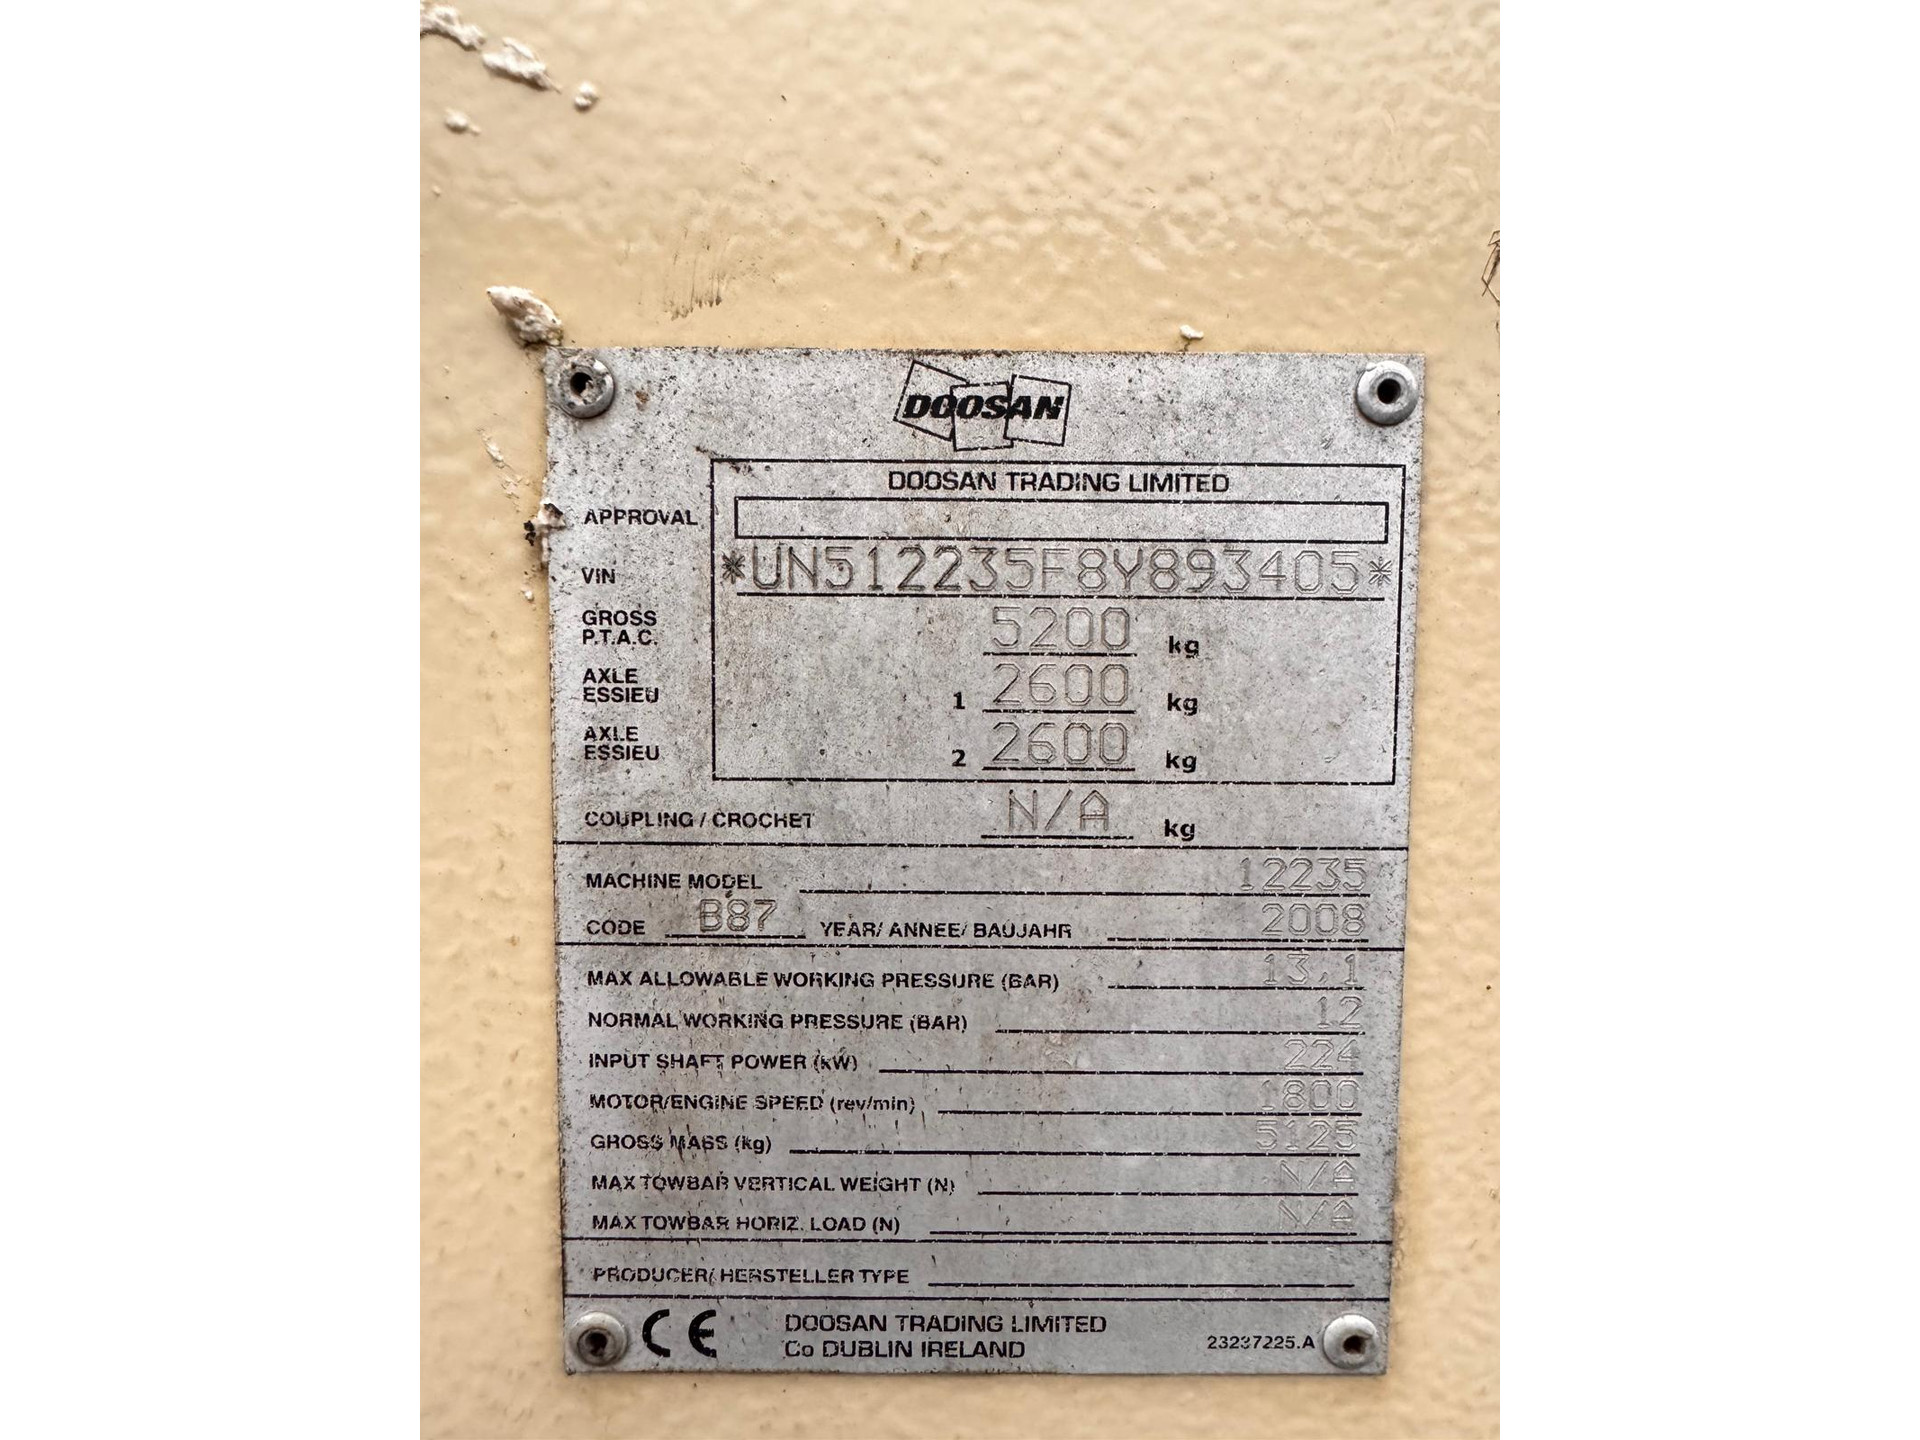 DOOSAN
DOOSAN TRADING LIMITED
APPROVAL
VIN *UN512235F8Y893405*
GROSS
P.T.A.C. 5200 kg
AXLE
ESSIEU 1 2600 kg
AXLE
ESSIEU 2 2600 kg
COUPLING / CROCHET N/A kg
MACHINE MODEL 12235
CODE B87 YEAR/ ANNEE/ BAUJAHR 2008
MAX ALLOWABLE WORKING PRESSURE (BAR) 13,1
NORMAL WORKING PRESSURE (BAR) 12
INPUT SHAFT POWER (kW) 224
MOTOR/ENGINE SPEED (rev/min) 1800
GROSS MASS (kg) 5125
MAX TOWBAR VERTICAL WEIGHT (N) N/A
MAX TOWBAR HORIZ. LOAD (N) N/A
PRODUCER/ HERSTELLER TYPE
CE DOOSAN TRADING LIMITED
Co DUBLIN IRELAND 23237225.A